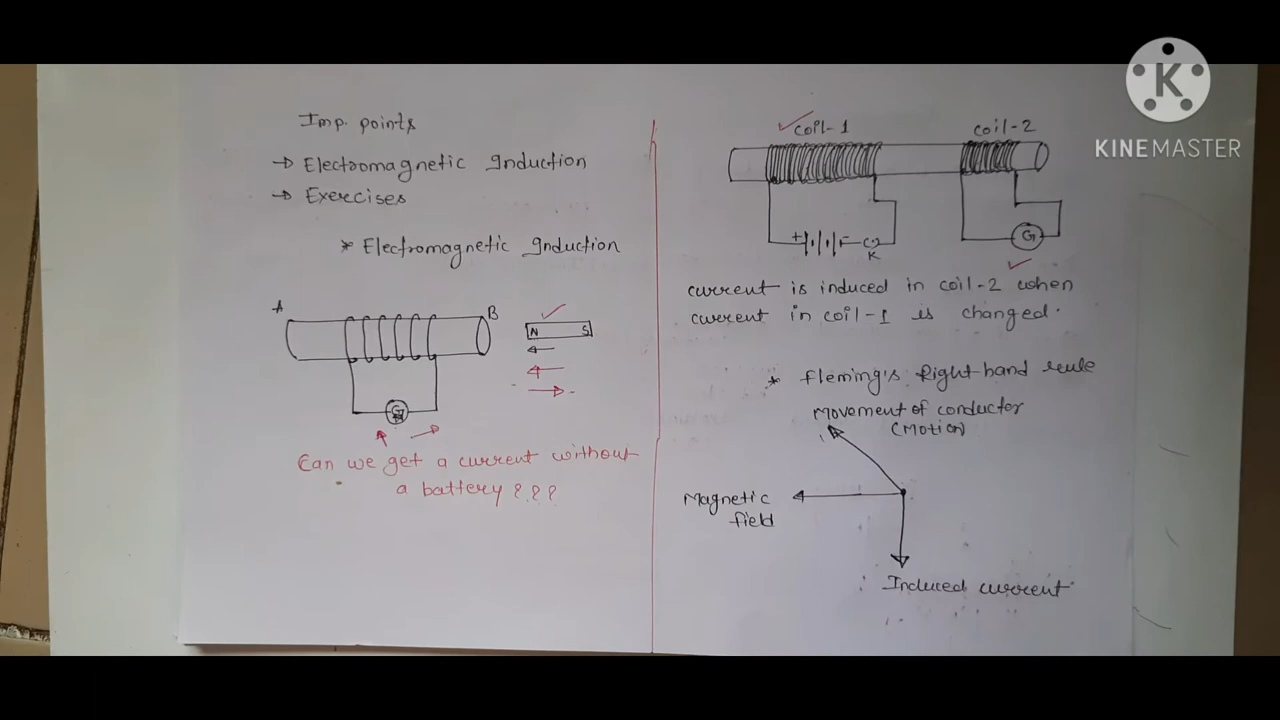 Imp. points
→ Electromagnetic Induction
→ Exercises
* Electromagnetic Induction
A
B
N S
G
Can we get a current without
a battery ? ? ?
coil-1
coil-2
+ -
K
G
current is induced in coil-2 when
current in coil-1 is changed.
* Fleming's Right hand rule
Movement of conductor
(Motion)
Magnetic
field
Induced current
K
KINEMASTER